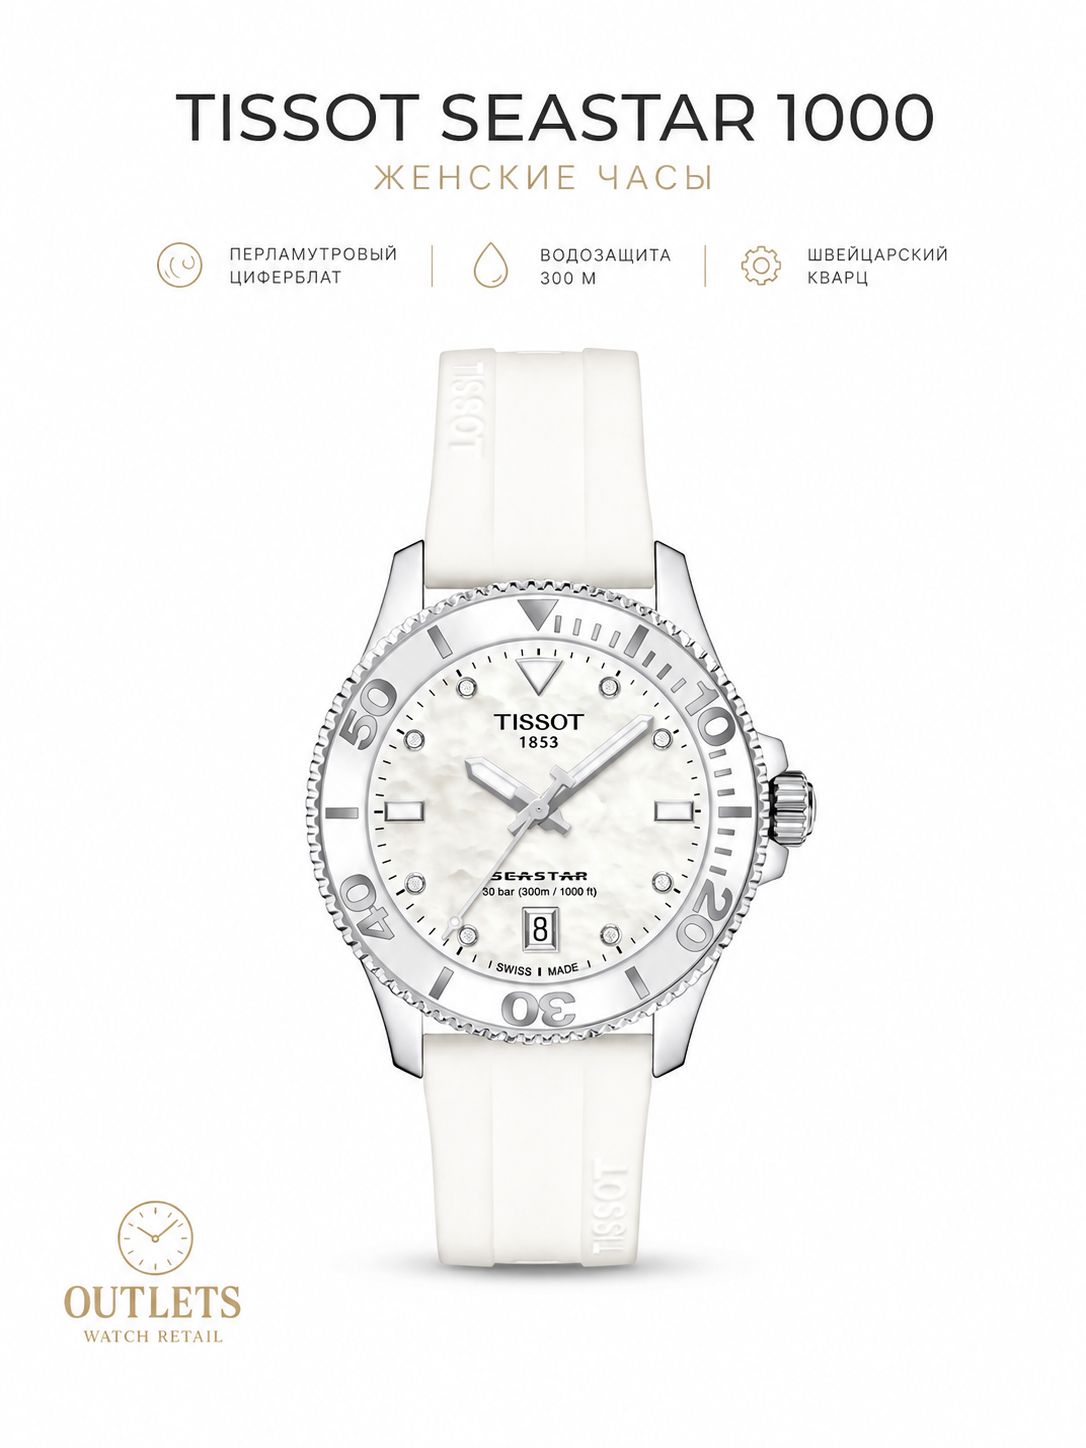 TISSOT SEASTAR 1000
ЖЕНСКИЕ ЧАСЫ
ПЕРЛАМУТРОВЫЙ
ЦИФЕРБЛАТ
ВОДОЗАЩИТА
300 М
ШВЕЙЦАРСКИЙ
КВАРЦ
TISSOT
10
50
TISSOT
1853
SEASTAR
30 bar (300m / 1000 ft)
40
20
8
SWISS MADE
30
TISSOT
OUTLETS
WATCH RETAIL